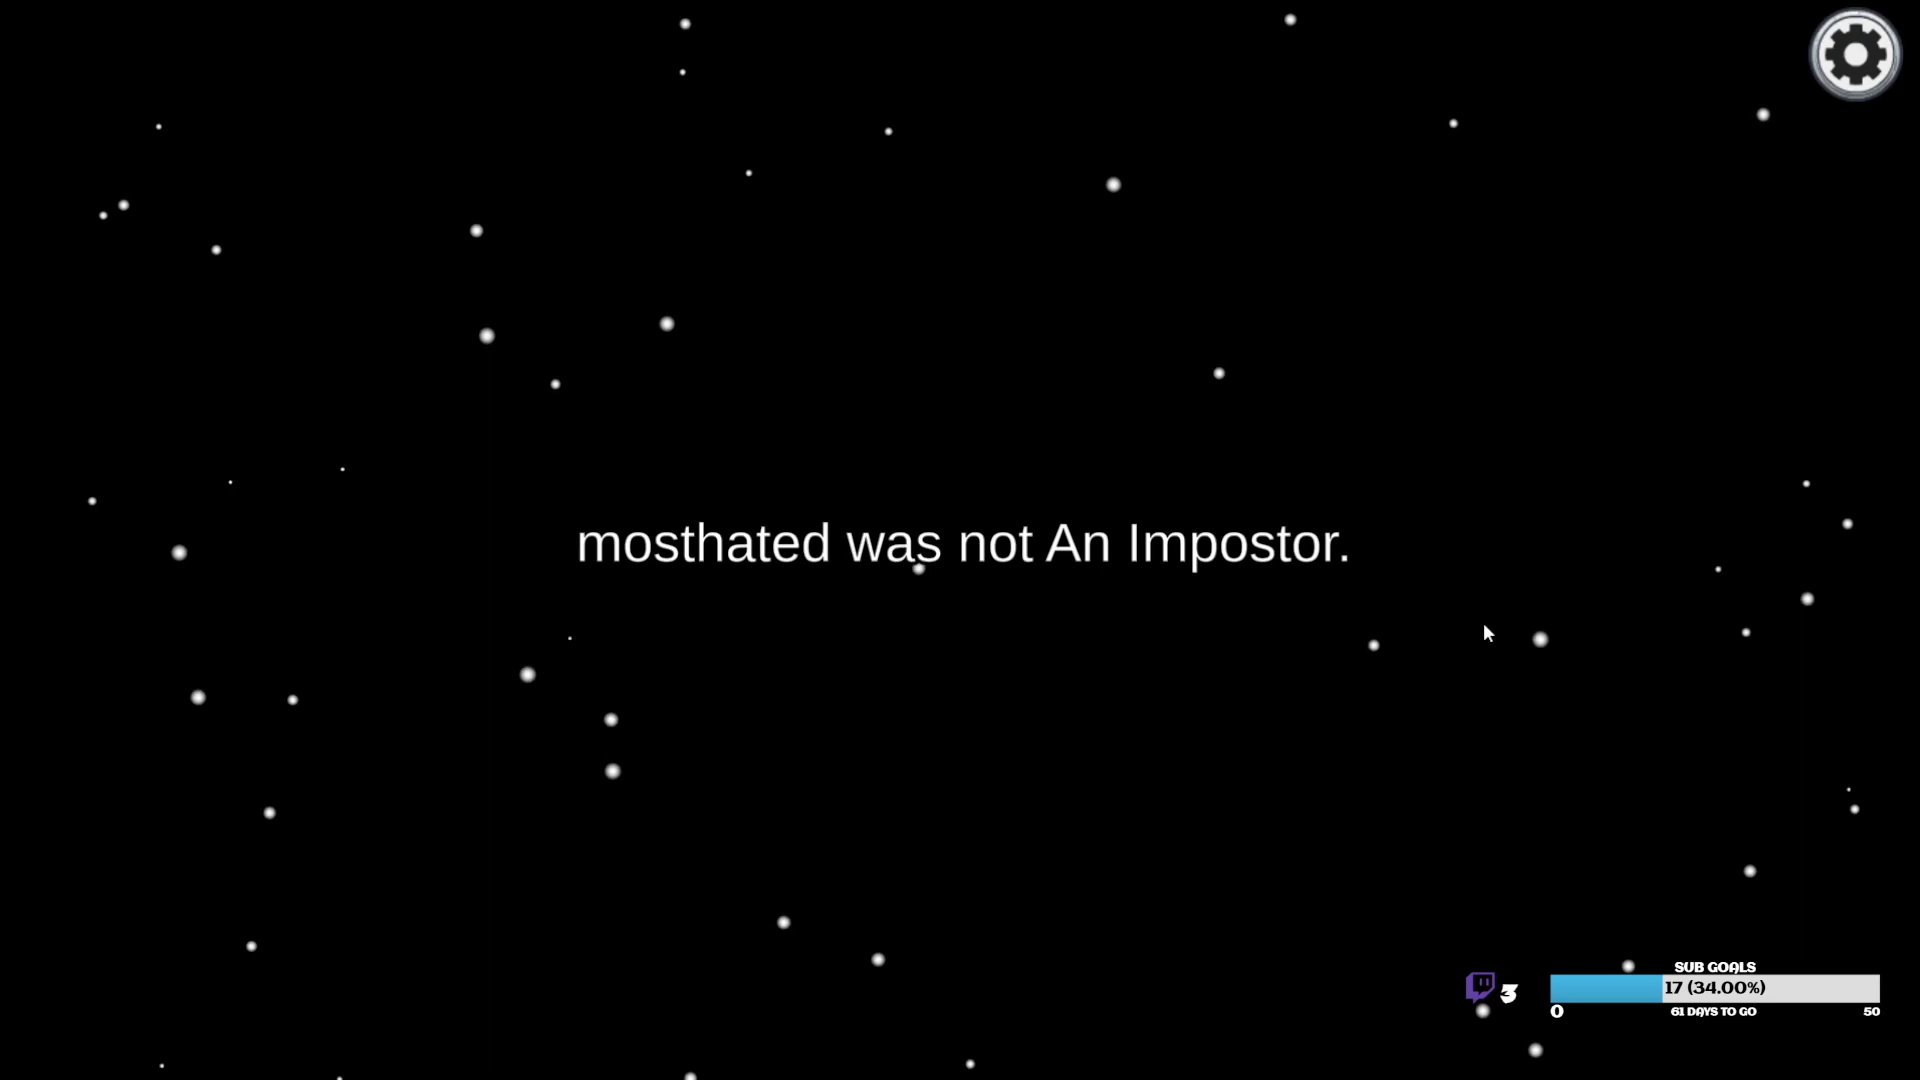 mosthated was not An Impostor.
SUB GOALS
3
17 (34.00%)
0
61 DAYS TO GO
50